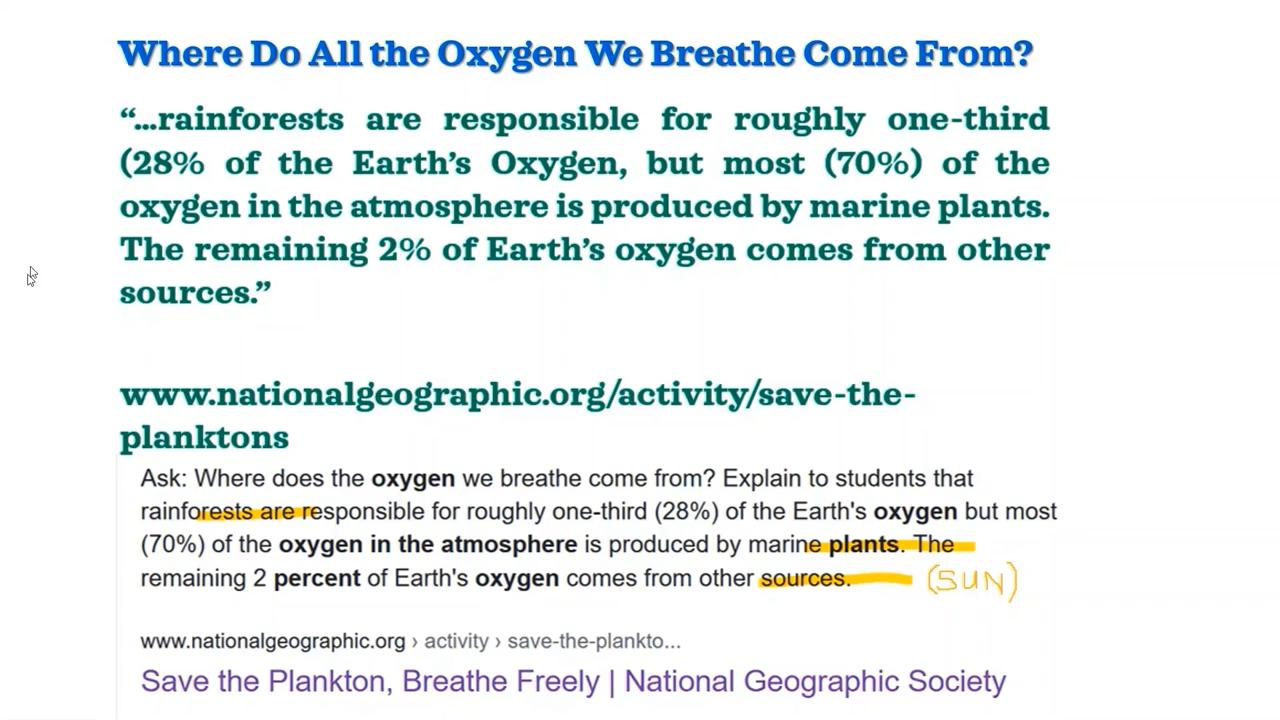 Where Do All the Oxygen We Breathe Come From?
“...rainforests are responsible for roughly one-third
(28% of the Earth’s Oxygen, but most (70%) of the
oxygen in the atmosphere is produced by marine plants.
The remaining 2% of Earth’s oxygen comes from other
sources.”
www.nationalgeographic.org/activity/save-the-
planktons
Ask: Where does the oxygen we breathe come from? Explain to students that
rainforests are responsible for roughly one-third (28%) of the Earth's oxygen but most
(70%) of the oxygen in the atmosphere is produced by marine plants. The
remaining 2 percent of Earth's oxygen comes from other sources. (SUN)
www.nationalgeographic.org › activity › save-the-plankto...
Save the Plankton, Breathe Freely | National Geographic Society